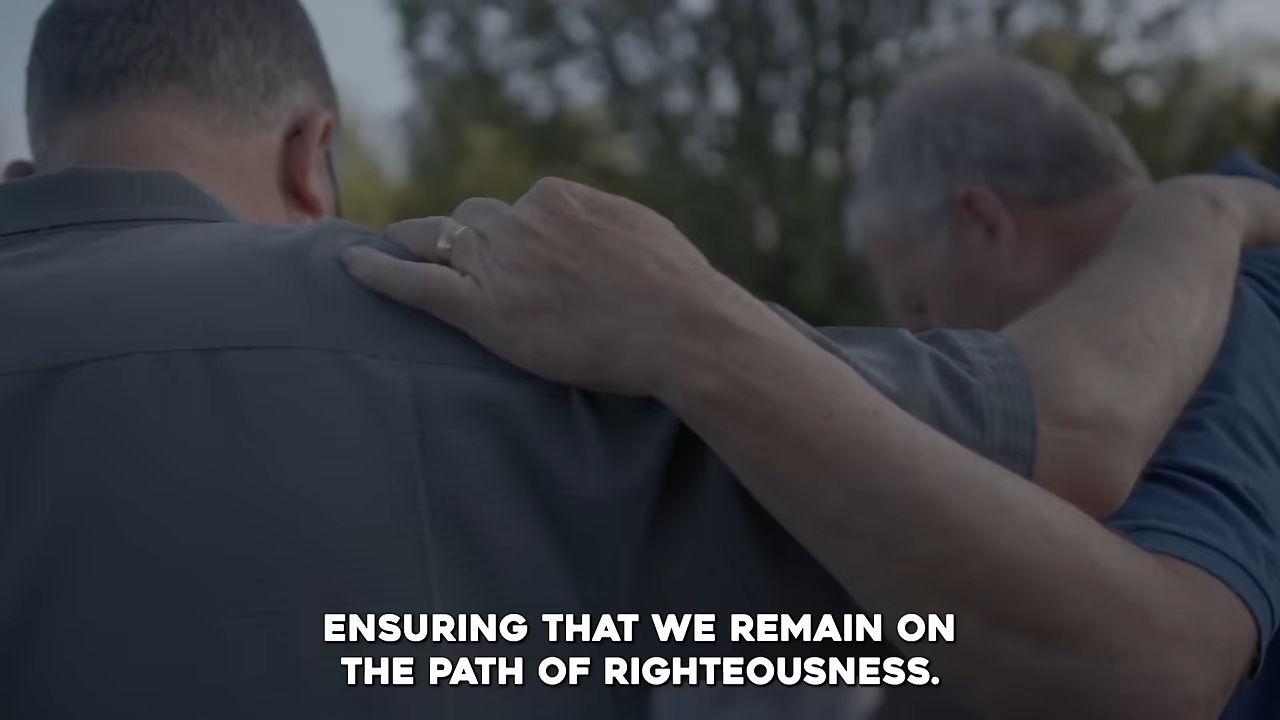 ENSURING THAT WE REMAIN ON
THE PATH OF RIGHTEOUSNESS.